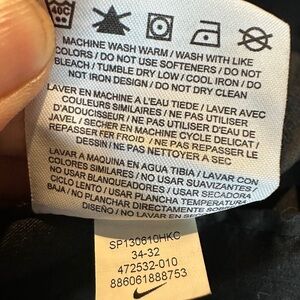 40C
MACHINE WASH WARM / WASH WITH LIKE
COLORS / DO NOT USE SOFTENERS / DO NOT
BLEACH / TUMBLE DRY LOW / COOL IRON / DO
NOT IRON DESIGN / DO NOT DRY CLEAN
LAVER EN MACHINE A L'EAU TIEDE / LAVER AVEC
COULEURS SIMILAIRES / NE PAS UTILISER
D'ADOUCISSEUR / NE PAS UTILISER D'EAU DE
JAVEL / SECHER EN MACHINE CYCLE DELICAT /
REPASSER FER FROID / NE PAS REPASSER LE
DESSIN / NE PAS NETTOYER A SEC
LAVAR A MAQUINA EN AGUA TIBIA / LAVAR CON
COLORES SIMILARES / NO USAR SUAVIZANTES /
NO USAR BLANQUEADORES / USAR SECADORA
CICLO LENTO / USAR PLANCHA TEMPERATURA
BAJA / NO PLANCHAR DIRECTAMENTE SOBRE
DISEÑO / NO LAVAR EN
SP130610HKC
34-32
472532-010
886061888753